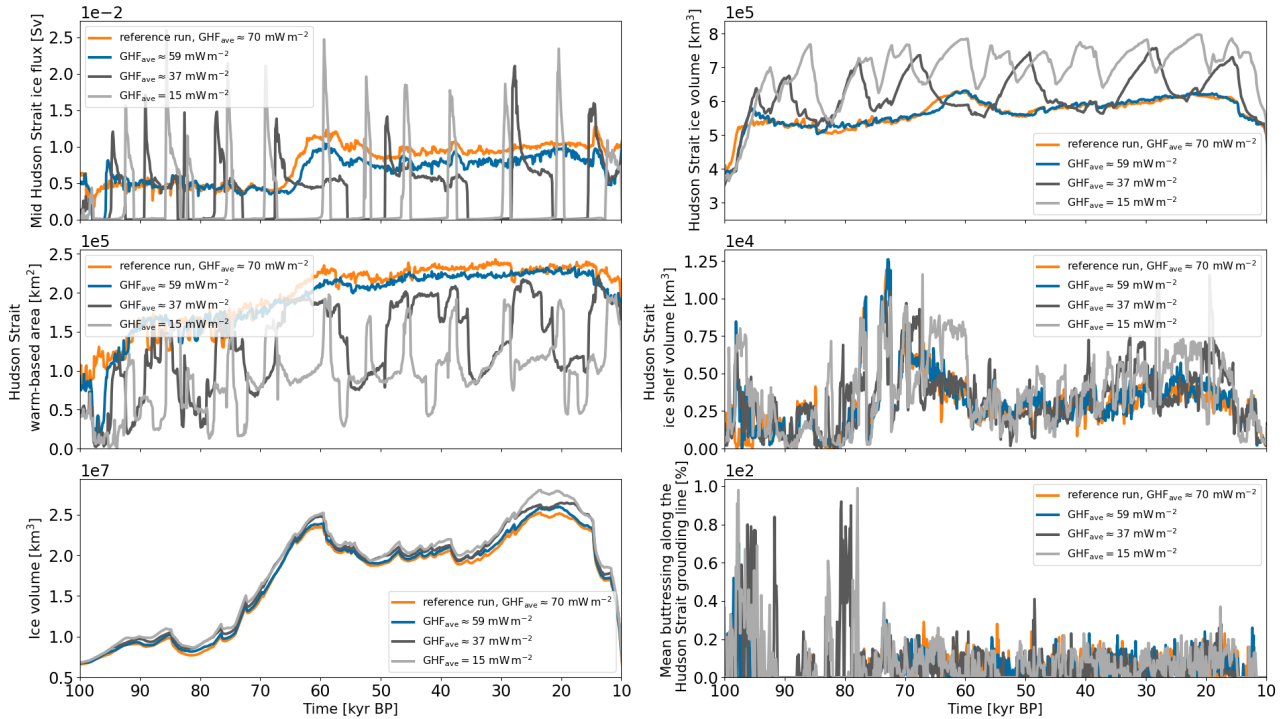 1e−2
Mid Hudson Strait ice flux [Sv]
2.5
2.0
1.5
1.0
0.5
0.0
reference run, GHFave ≈ 70 mW m−2
GHFave ≈ 59 mW m−2
GHFave ≈ 37 mW m−2
GHFave = 15 mW m−2
1e5
Hudson Strait ice volume [km3]
8
7
6
5
4
3
reference run, GHFave ≈ 70 mW m−2
GHFave ≈ 59 mW m−2
GHFave ≈ 37 mW m−2
GHFave = 15 mW m−2
1e5
Hudson Strait
warm-based area [km2]
2.5
2.0
1.5
1.0
0.5
0.0
reference run, GHFave ≈ 70 mW m−2
GHFave ≈ 59 mW m−2
GHFave ≈ 37 mW m−2
GHFave = 15 mW m−2
1e4
Hudson Strait
ice shelf volume [km3]
1.25
1.00
0.75
0.50
0.25
0.00
reference run, GHFave ≈ 70 mW m−2
GHFave ≈ 59 mW m−2
GHFave ≈ 37 mW m−2
GHFave = 15 mW m−2
1e7
Ice volume [km3]
2.5
2.0
1.5
1.0
0.5
reference run, GHFave ≈ 70 mW m−2
GHFave ≈ 59 mW m−2
GHFave ≈ 37 mW m−2
GHFave = 15 mW m−2
100 90 80 70 60 50 40 30 20 10
Time [kyr BP]
1e2
Mean buttressing along the
Hudson Strait grounding line [%]
1.0
0.8
0.6
0.4
0.2
0.0
reference run, GHFave ≈ 70 mW m−2
GHFave ≈ 59 mW m−2
GHFave ≈ 37 mW m−2
GHFave = 15 mW m−2
100 90 80 70 60 50 40 30 20 10
Time [kyr BP]